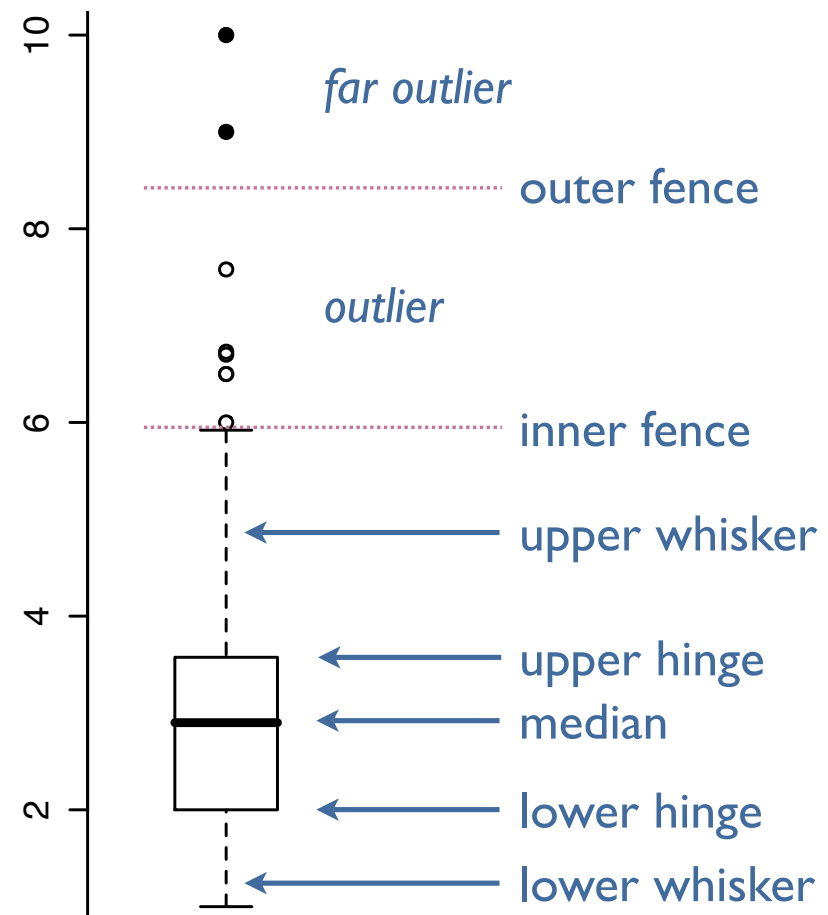 10
far outlier
outer fence
8
outlier
6
inner fence
upper whisker
4
upper hinge
median
2
lower hinge
lower whisker